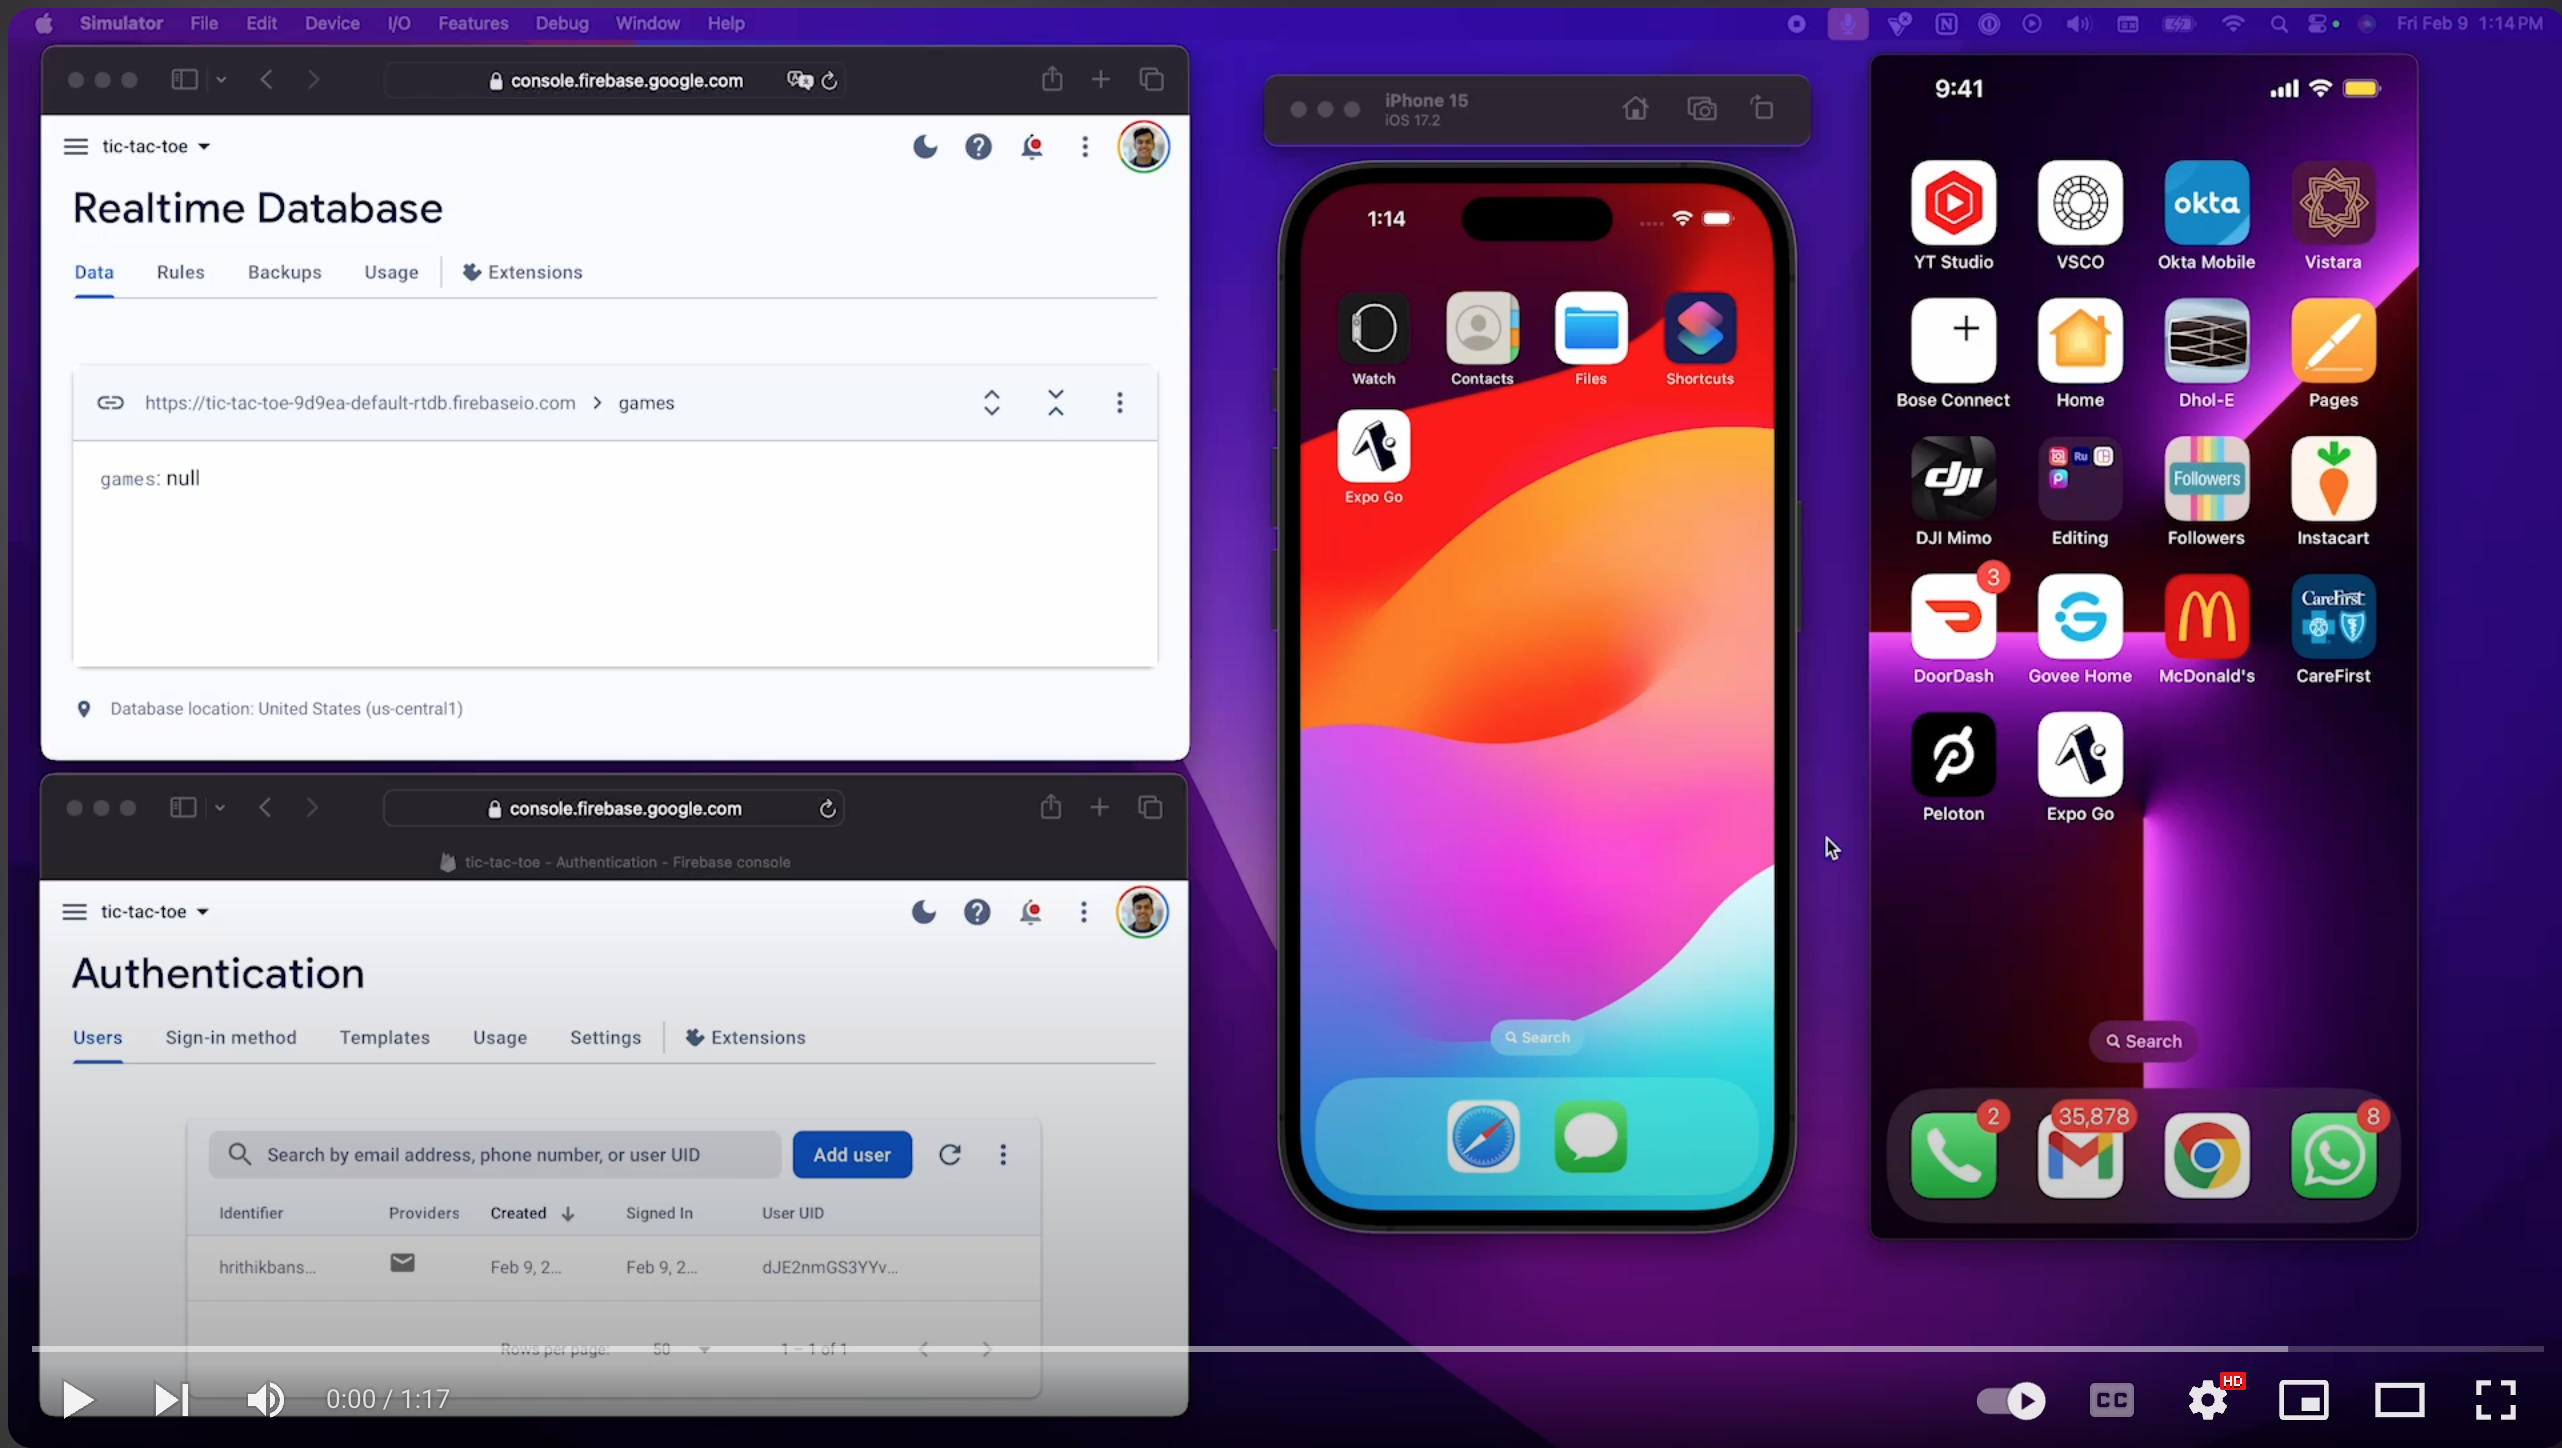 Simulator File Edit Device I/O Features Debug Window Help
Fri Feb 9 1:14 PM
console.firebase.google.com
tic-tac-toe
Realtime Database
Data Rules Backups Usage Extensions
https://tic-tac-toe-9d9ea-default-rtdb.firebaseio.com > games
games: null
Database location: United States (us-central1)
console.firebase.google.com
tic-tac-toe - Authentication - Firebase console
tic-tac-toe
Authentication
Users Sign-in method Templates Usage Settings Extensions
Search by email address, phone number, or user UID
Add user
Identifier Providers Created Signed In User UID
hrithikbans... Feb 9, 2... Feb 9, 2... dJE2nmGS3YYv...
Rows per page: 50 1 – 1 of 1
iPhone 15
iOS 17.2
1:14
Watch Contacts Files Shortcuts
Expo Go
Search
9:41
okta
YT Studio VSCO Okta Mobile Vistara
Bose Connect Home Dhol-E Pages
dji Ru Followers
DJI Mimo Editing Followers Instacart
3
CareFirst
DoorDash Govee Home McDonald's CareFirst
Peloton Expo Go
Search
2 35,878 8
0:00 / 1:17
CC
HD